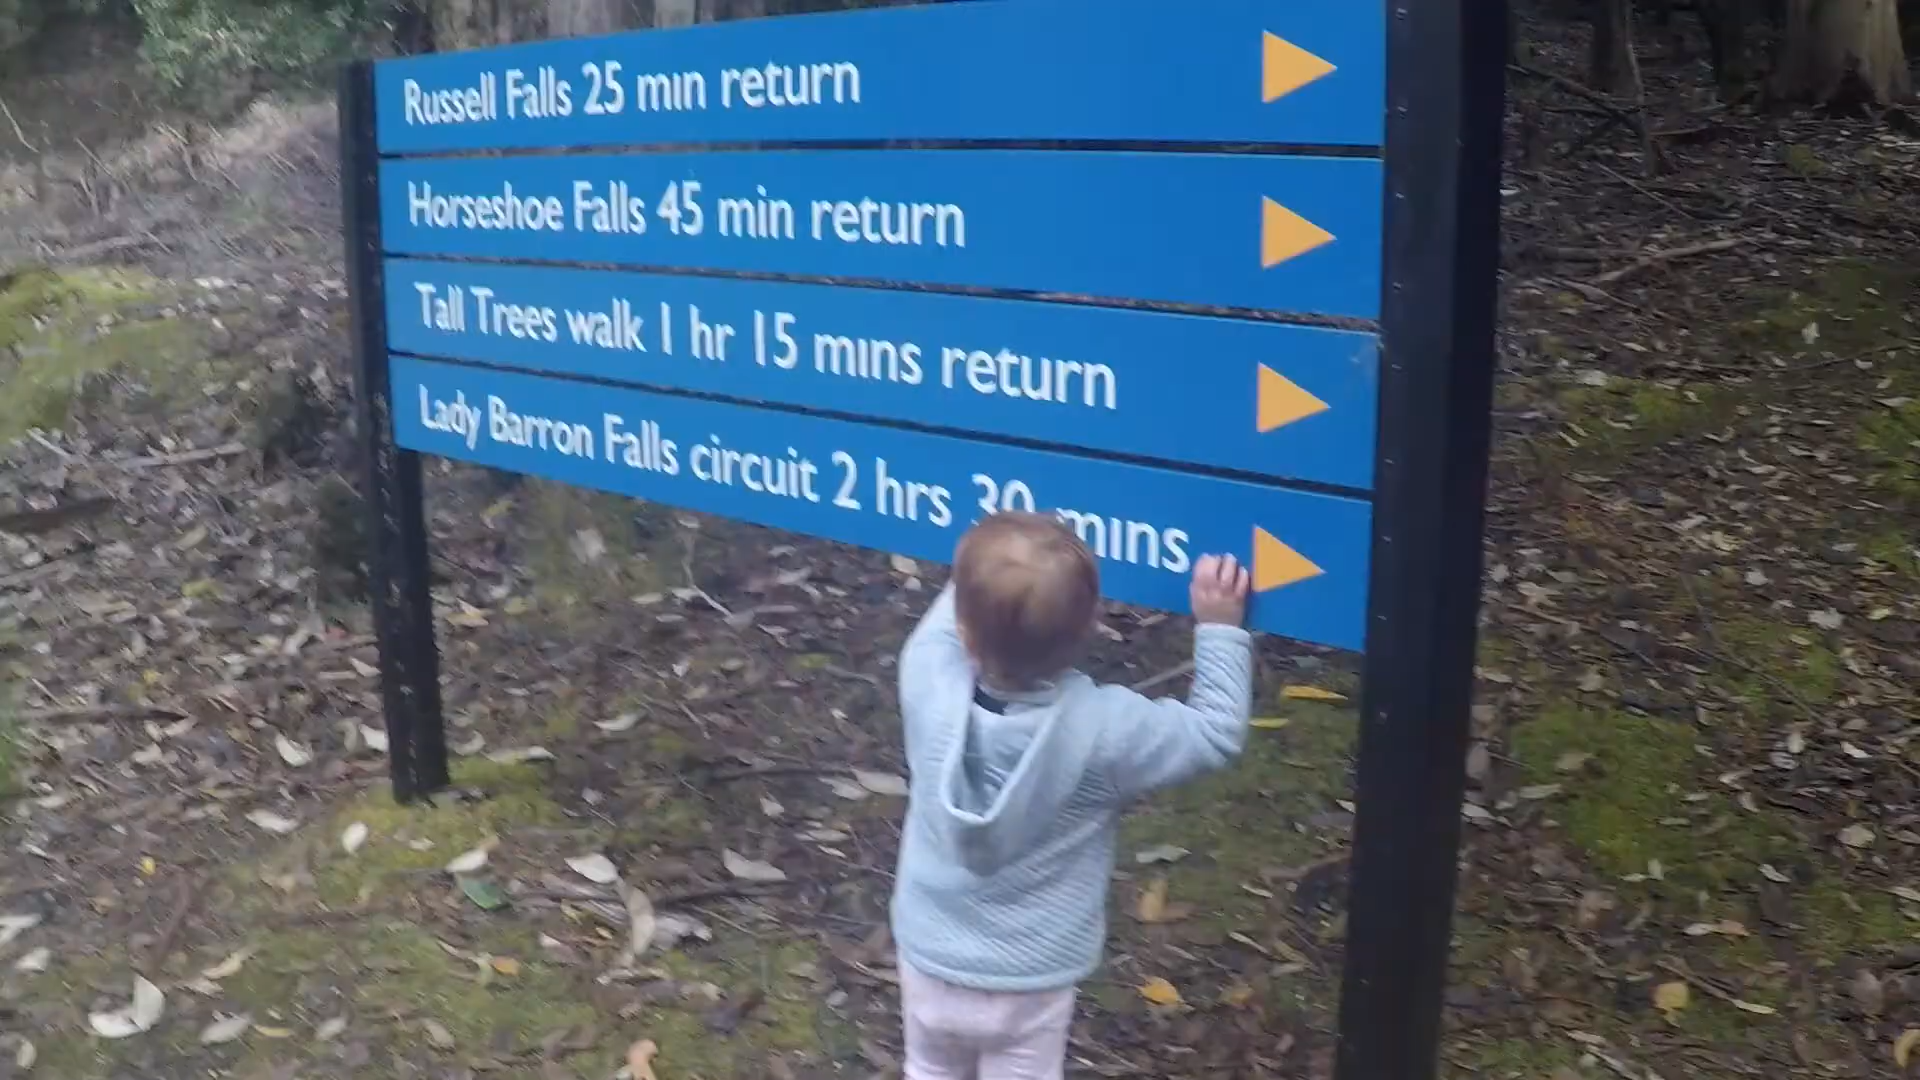 Russell Falls 25 min return
Horseshoe Falls 45 min return
Tall Trees walk 1 hr 15 mins return
Lady Barron Falls circuit 2 hrs 30 mins